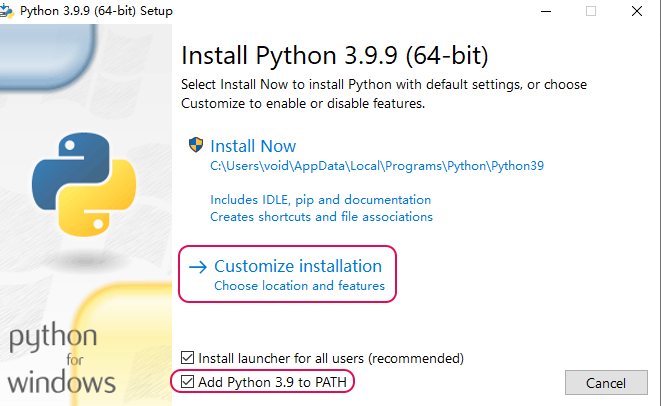 Python 3.9.9 (64-bit) Setup
Install Python 3.9.9 (64-bit)
Select Install Now to install Python with default settings, or choose
Customize to enable or disable features.
Install Now
C:\Users\void\AppData\Local\Programs\Python\Python39
Includes IDLE, pip and documentation
Creates shortcuts and file associations
Customize installation
Choose location and features
python
for
windows
Install launcher for all users (recommended)
Add Python 3.9 to PATH
Cancel